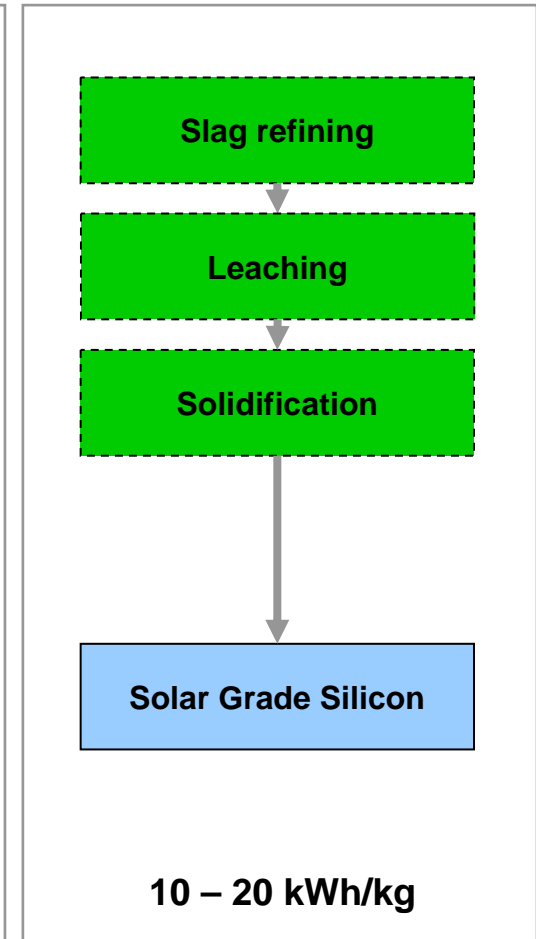 Slag refining
Leaching
Solidification
Solar Grade Silicon
10 – 20 kWh/kg